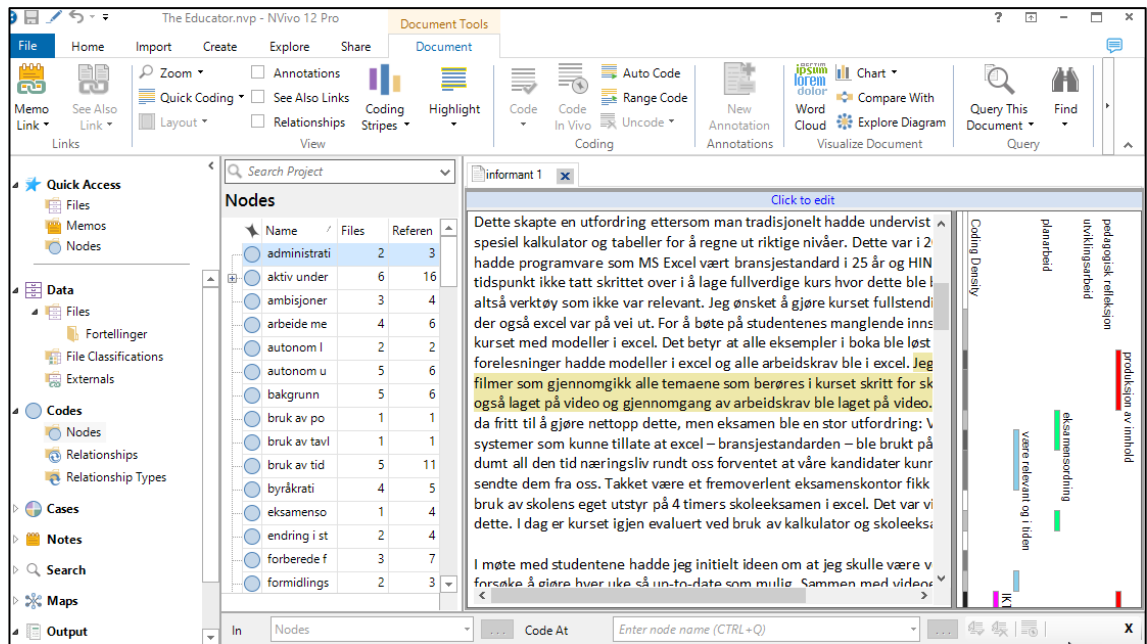 The Educator.nvp - NVivo 12 Pro
Document Tools
?
File
Home
Import
Create
Explore
Share
Document
Memo Link
See Also Link
Links
Zoom
Quick Coding
Layout
Annotations
See Also Links
Relationships
Coding Stripes
Highlight
View
Code
Code In Vivo
Auto Code
Range Code
Uncode
Coding
New Annotation
Annotations
lorem ipsum dolor
Word Cloud
Chart
Compare With
Explore Diagram
Visualize Document
Query This Document
Find
Query
Quick Access
Files
Memos
Nodes
Data
Files
Fortellinger
File Classifications
Externals
Codes
Nodes
Relationships
Relationship Types
Cases
Notes
Search
Maps
Output
Search Project
Nodes
Name Files Referen
administrati 2 3
aktiv under 6 16
ambisjoner 3 4
arbeide me 4 6
autonom l 2 2
autonom u 5 6
bakgrunn 5 6
bruk av po 1 1
bruk av tavl 1 1
bruk av tid 5 11
byråkrati 4 5
eksamenso 1 4
endring i st 2 4
forberede f 3 7
formidlings 2 3
informant 1
Click to edit
Dette skapte en utfordring ettersom man tradisjonelt hadde undervist
spesiel kalkulator og tabeller for å regne ut riktige nivåer. Dette var i 2
hadde programvare som MS Excel vært bransjestandard i 25 år og HIN
tidspunkt ikke tatt skrittet over i å lage fullverdige kurs hvor dette ble
altså verktøy som ikke var relevant. Jeg ønsket å gjøre kurset fullstendi
der også excel var på vei ut. For å bøte på studentenes manglende inns
kurset med modeller i excel. Det betyr at alle eksempler i boka ble løst
forelesninger hadde modeller i excel og alle arbeidskrav ble i excel. Jeg
filmer som gjennomgikk alle temaene som berøres i kurset skritt for sk
også laget på video og gjennomgang av arbeidskrav ble laget på video.
da fritt til å gjøre nettopp dette, men eksamen ble en stor utfordring: V
systemer som kunne tillate at excel – bransjestandarden – ble brukt på
dumt all den tid næringsliv rundt oss forventet at våre kandidater kunr
sendte dem fra oss. Takket være et fremoverlent eksamenskontor fikk
bruk av skolens eget utstyr på 4 timers skoleeksamen i excel. Det var vi
dette. I dag er kurset igjen evaluert ved bruk av kalkulator og skoleeksa
I møte med studentene hadde jeg initielt ideen om at jeg skulle være v
forsøke å gjøre hver uke så up-to-date som mulig. Sammen med videoe
Coding Density
planarbeid
utviklingsarbeid
pedagogisk refleksjon
produksjon av innhold
eksamensordning
være relevant og i tiden
IKT
In
Nodes
...
Code At
Enter node name (CTRL+Q)
...
X